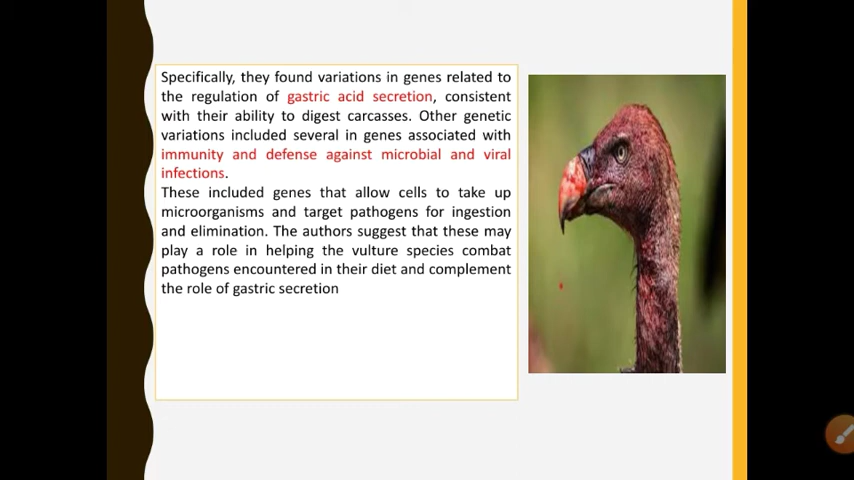 Specifically, they found variations in genes related to
the regulation of gastric acid secretion, consistent
with their ability to digest carcasses. Other genetic
variations included several in genes associated with
immunity and defense against microbial and viral
infections.
These included genes that allow cells to take up
microorganisms and target pathogens for ingestion
and elimination. The authors suggest that these may
play a role in helping the vulture species combat
pathogens encountered in their diet and complement
the role of gastric secretion